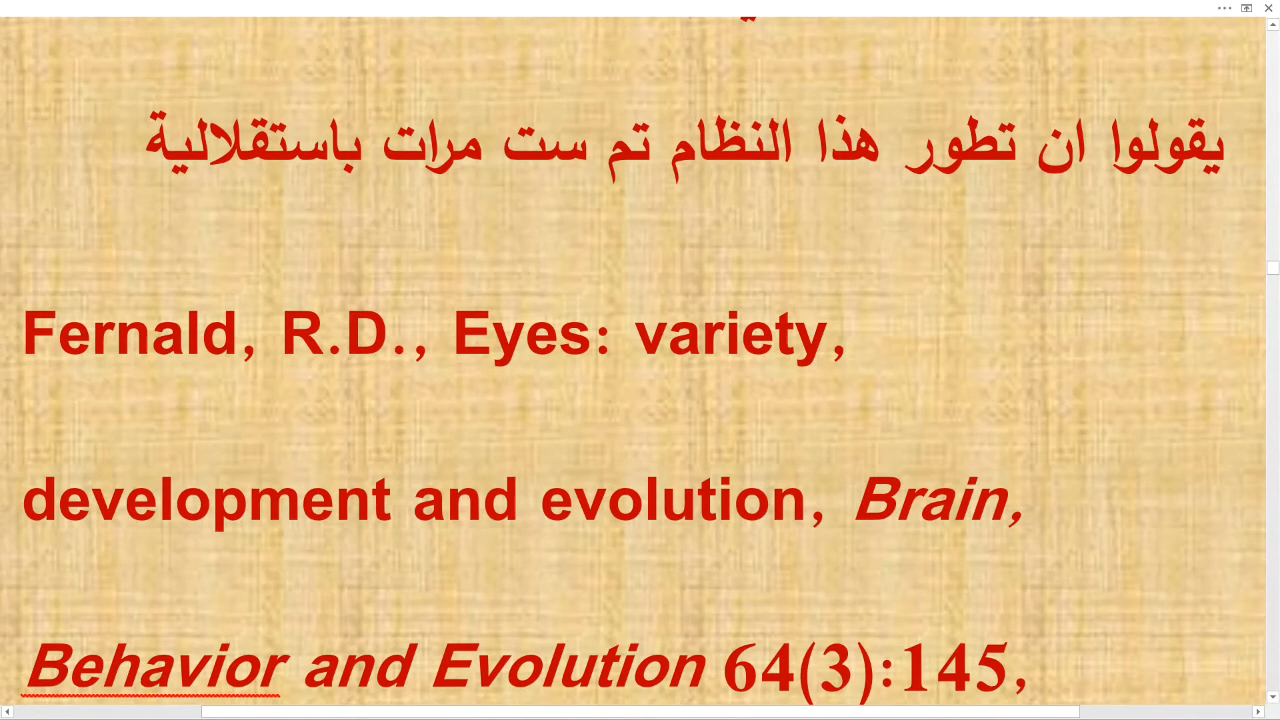 يقولوا ان تطور هذا النظام تم ست مرات باستقلالية
Fernald, R.D., Eyes: variety,
development and evolution, Brain,
Behavior and Evolution 64(3):145,